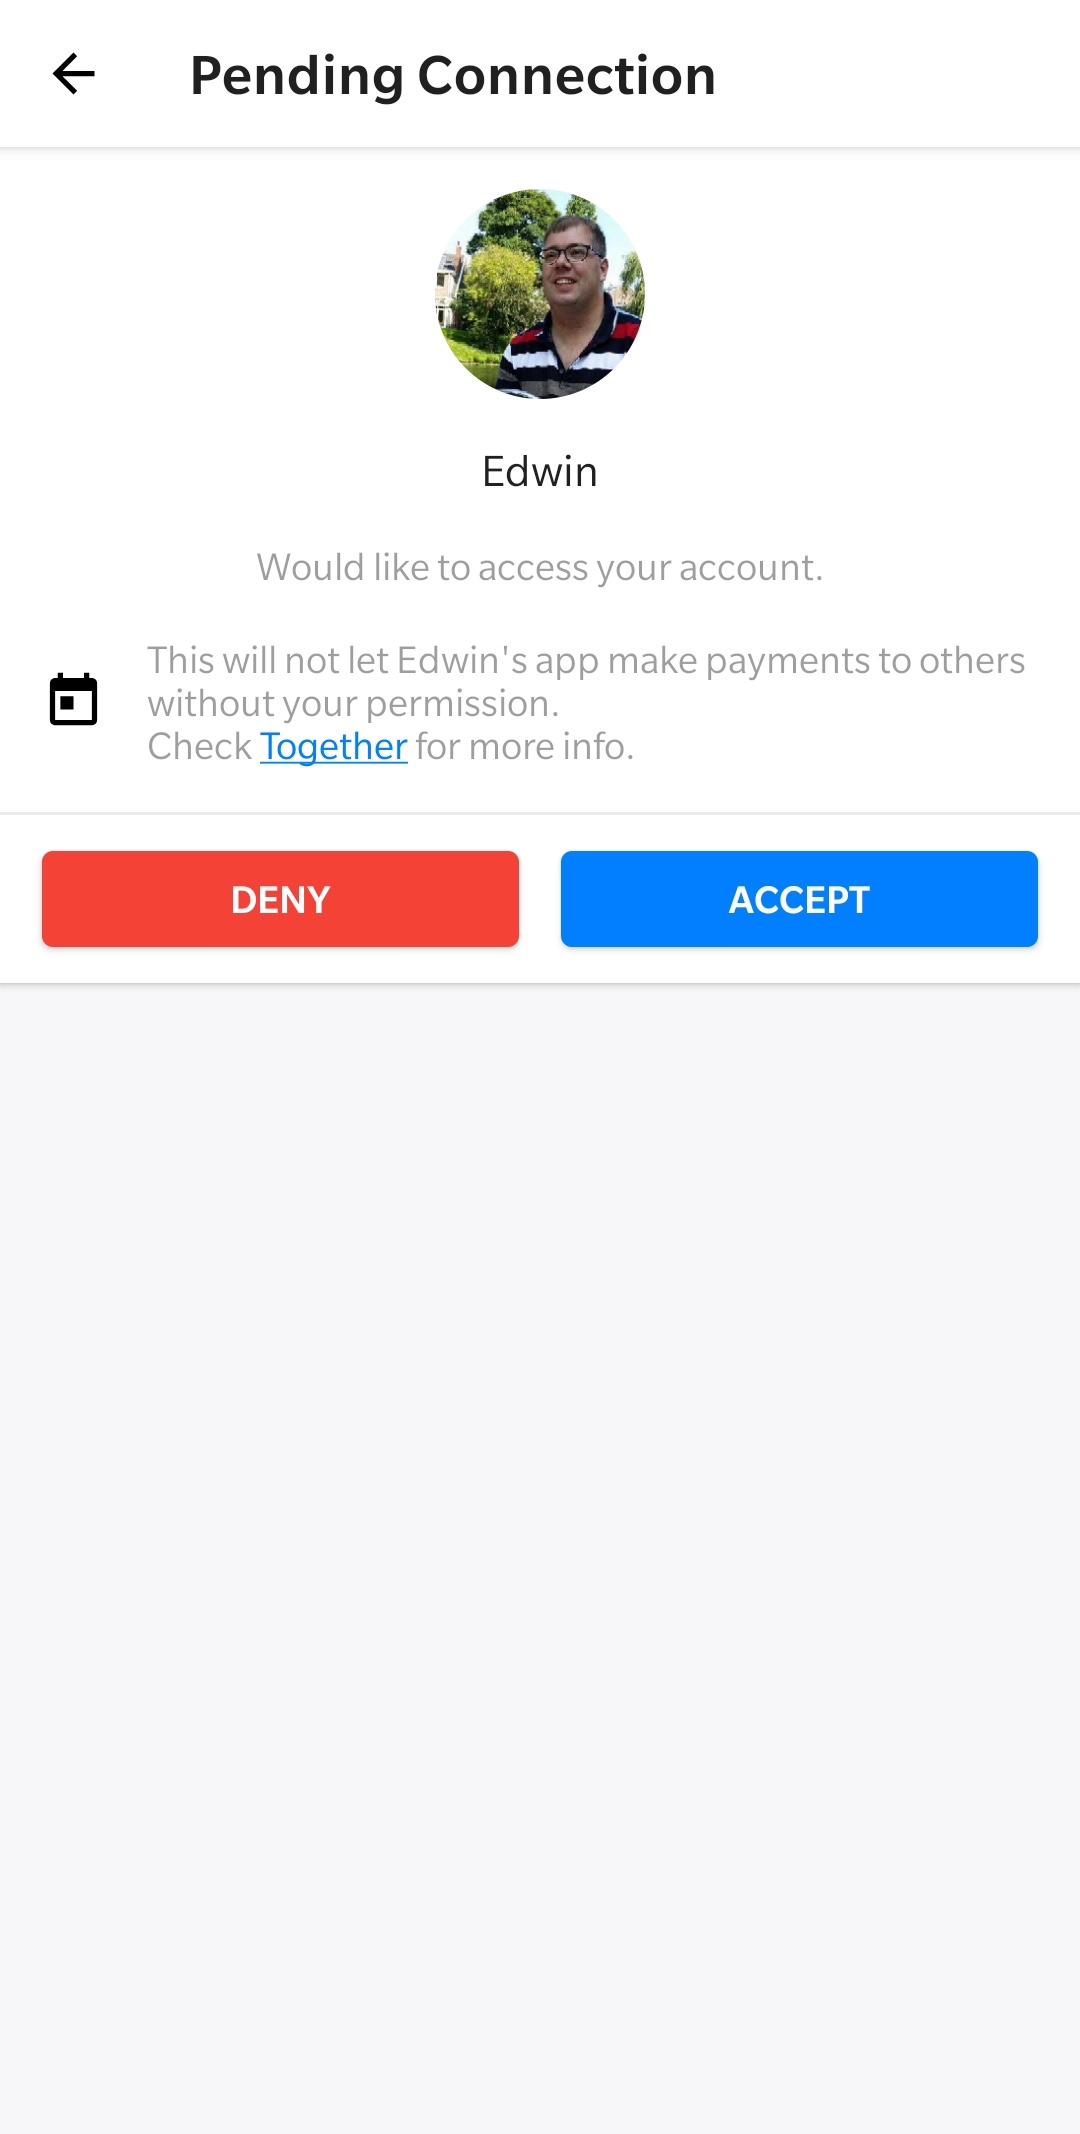 Pending Connection
Edwin
Would like to access your account.
This will not let Edwin's app make payments to others
without your permission.
Check Together for more info.
DENY
ACCEPT